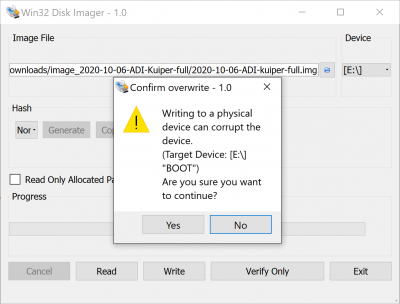 Win32 Disk Imager - 1.0
Image File
Device
ownloads/image_2020-10-06-ADI-Kuiper-full/2020-10-06-ADI-kuiper-full.img
[E:\]
Confirm overwrite - 1.0
Writing to a physical
device can corrupt the
device.
(Target Device: [E:\]
"BOOT")
Are you sure you want
to continue?
Yes
No
Hash
Nor
Generate
Cop
Read Only Allocated Pa
Progress
Cancel
Read
Write
Verify Only
Exit